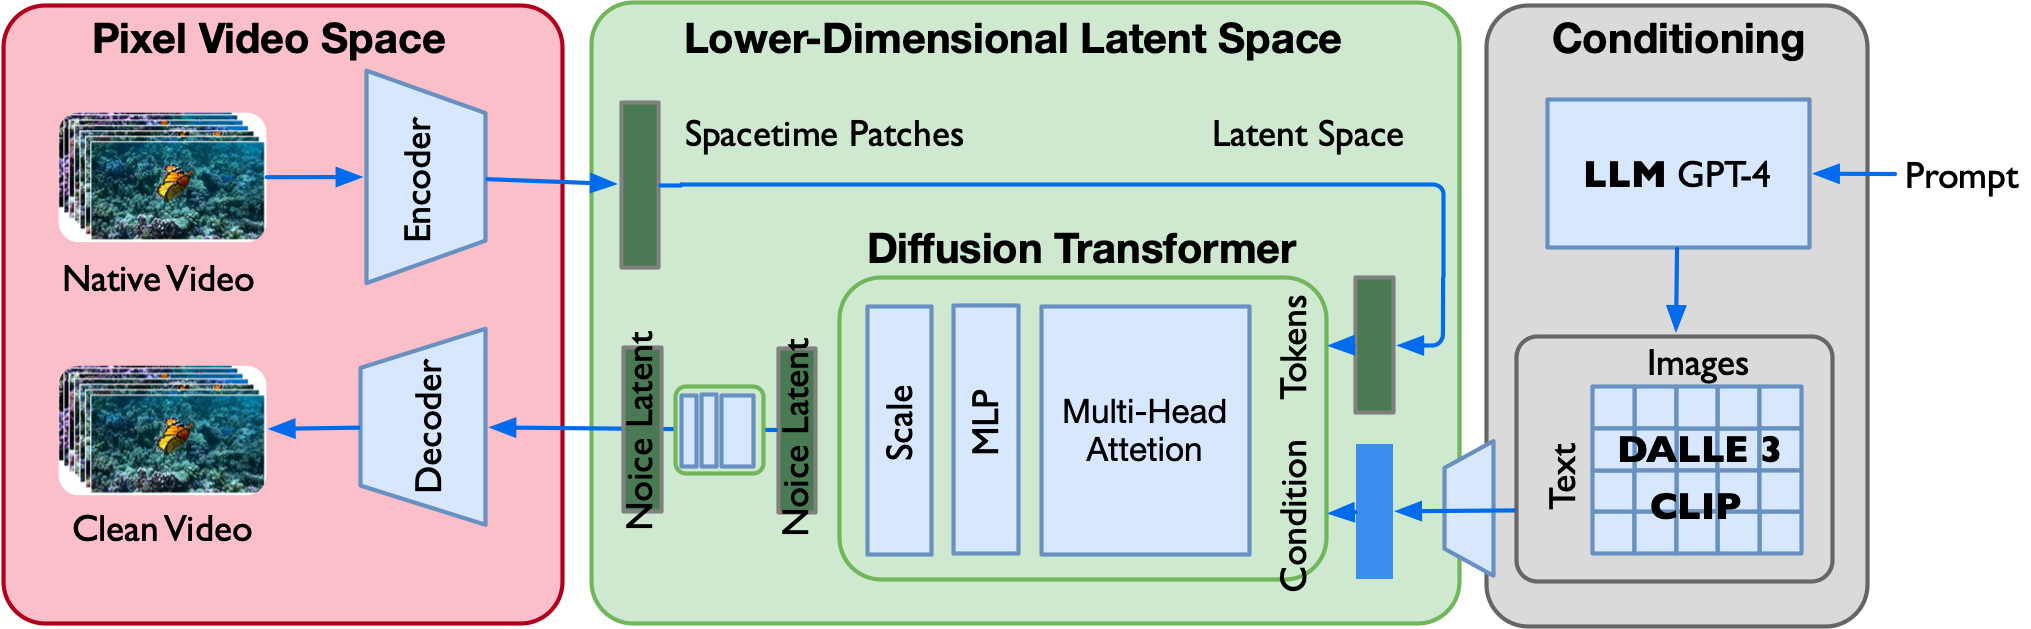 Pixel Video Space
Native Video
Encoder
Clean Video
Decoder
Lower-Dimensional Latent Space
Spacetime Patches
Latent Space
Diffusion Transformer
Noice Latent
Noice Latent
Scale
MLP
Multi-Head
Attetion
Tokens
Condition
Conditioning
LLM GPT-4
Prompt
Images
Text
DALLE 3
CLIP